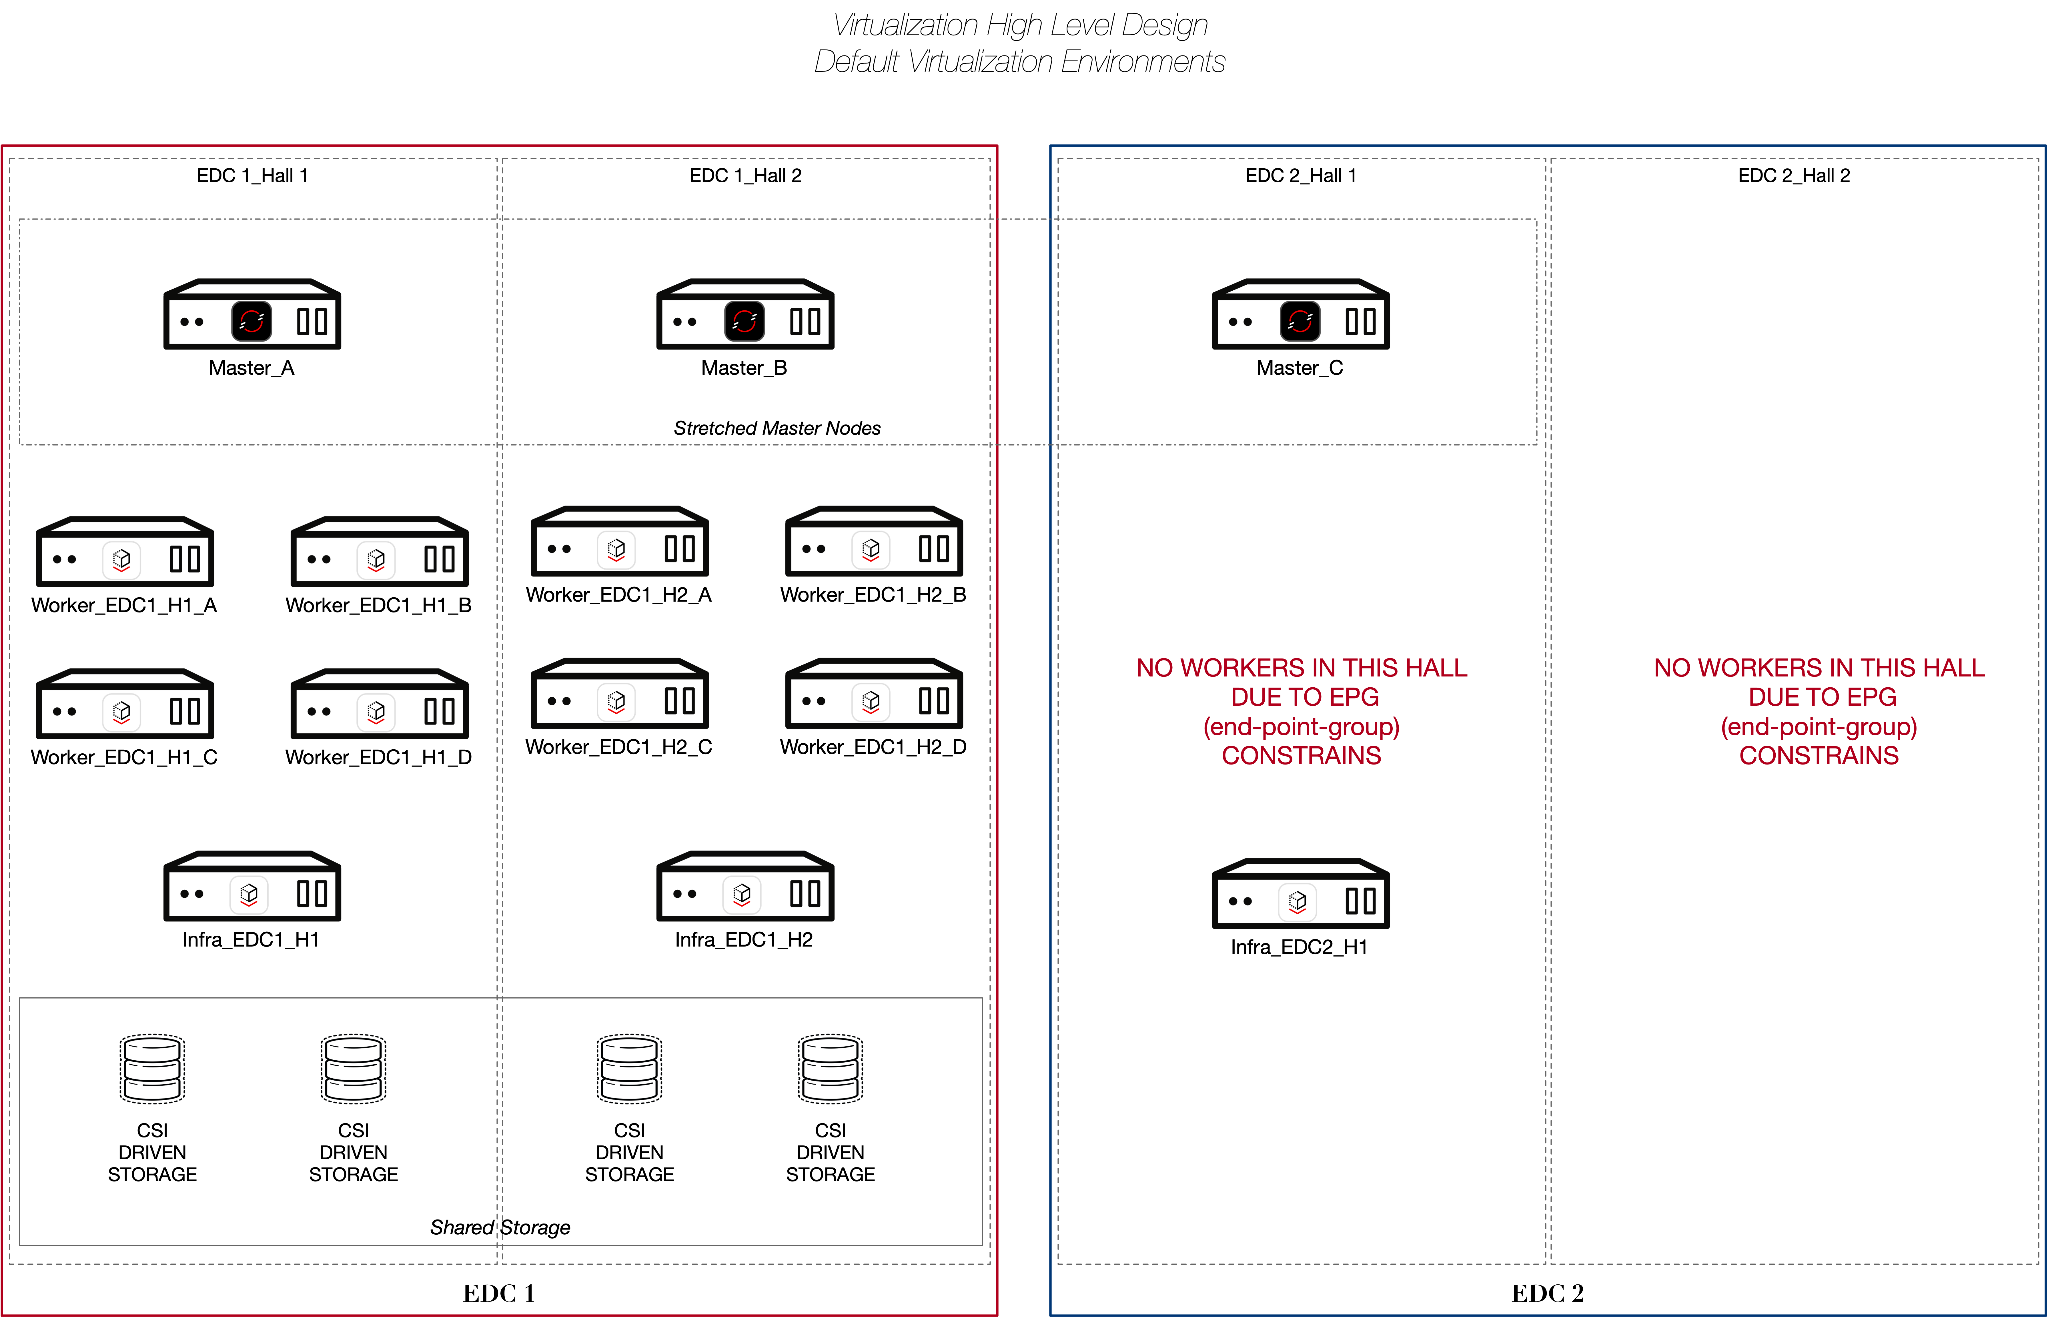 Virtualization High Level Design
Default Virtualization Environments
EDC 1_Hall 1
EDC 1_Hall 2
EDC 2_Hall 1
EDC 2_Hall 2
Master_A
Master_B
Master_C
Stretched Master Nodes
Worker_EDC1_H1_A
Worker_EDC1_H1_B
Worker_EDC1_H2_A
Worker_EDC1_H2_B
Worker_EDC1_H1_C
Worker_EDC1_H1_D
Worker_EDC1_H2_C
Worker_EDC1_H2_D
NO WORKERS IN THIS HALL
DUE TO EPG
(end-point-group)
CONSTRAINS
NO WORKERS IN THIS HALL
DUE TO EPG
(end-point-group)
CONSTRAINS
Infra_EDC1_H1
Infra_EDC1_H2
Infra_EDC2_H1
CSI
DRIVEN
STORAGE
CSI
DRIVEN
STORAGE
CSI
DRIVEN
STORAGE
CSI
DRIVEN
STORAGE
Shared Storage
EDC 1
EDC 2